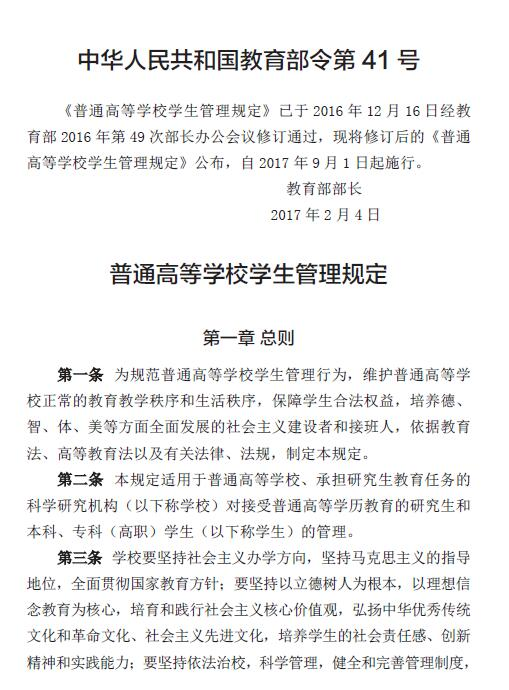 中华人民共和国教育部令第 41 号
《普通高等学校学生管理规定》已于 2016 年 12 月 16 日经教
育部 2016 年第 49 次部长办公会议修订通过，现将修订后的《普通
高等学校学生管理规定》公布，自 2017 年 9 月 1 日起施行。
教育部部长
2017 年 2 月 4 日
普通高等学校学生管理规定
第一章 总则
第一条 为规范普通高等学校学生管理行为，维护普通高等学
校正常的教育教学秩序和生活秩序，保障学生合法权益，培养德、
智、体、美等方面全面发展的社会主义建设者和接班人，依据教育
法、高等教育法以及有关法律、法规，制定本规定。
第二条 本规定适用于普通高等学校、承担研究生教育任务的
科学研究机构（以下称学校）对接受普通高等学历教育的研究生和
本科、专科（高职）学生（以下称学生）的管理。
第三条 学校要坚持社会主义办学方向，坚持马克思主义的指导
地位，全面贯彻国家教育方针；要坚持以立德树人为根本，以理想信
念教育为核心，培育和践行社会主义核心价值观，弘扬中华优秀传统
文化和革命文化、社会主义先进文化，培养学生的社会责任感、创新
精神和实践能力；要坚持依法治校，科学管理，健全和完善管理制度，